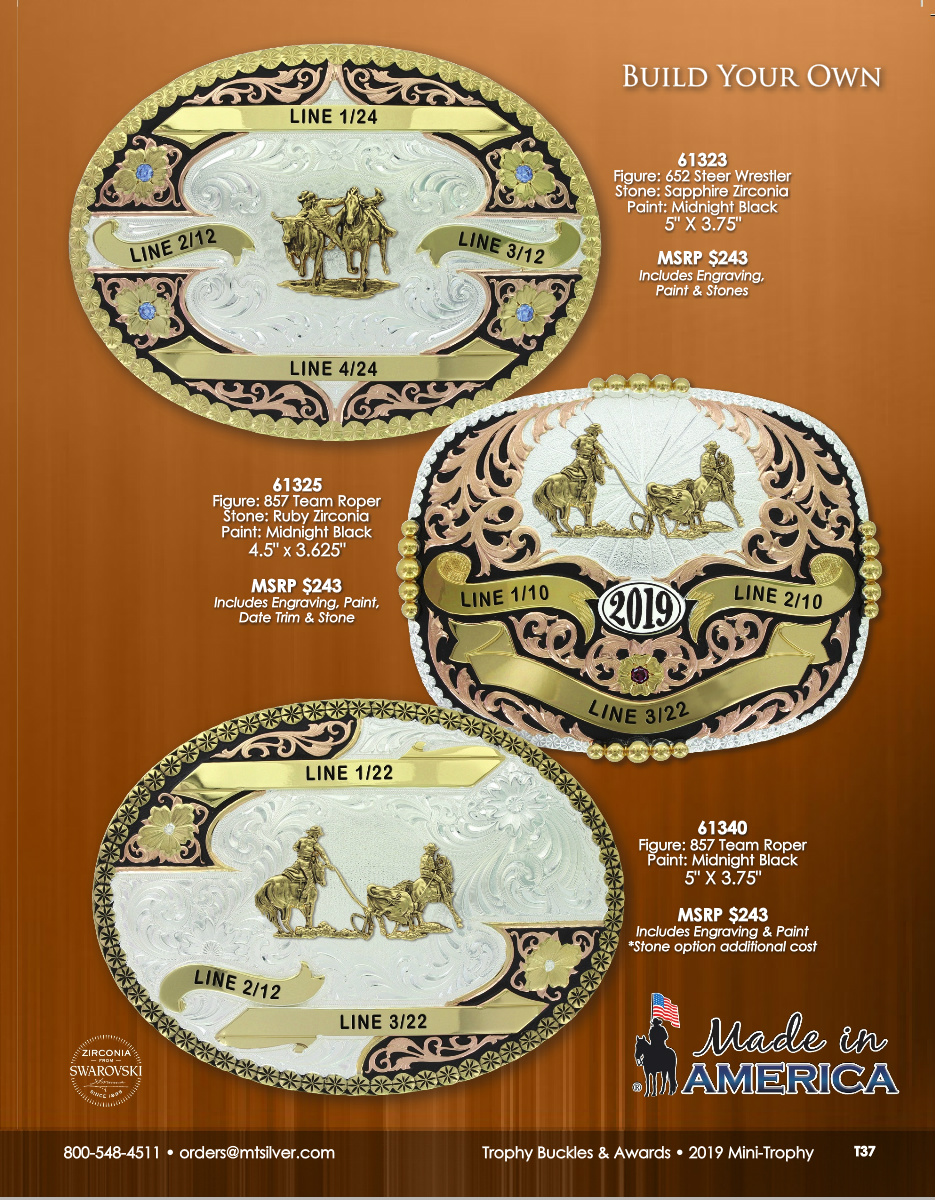 BUILD YOUR OWN
LINE 1/24
LINE 2/12
LINE 3/12
LINE 4/24
61323
Figure: 652 Steer Wrestler
Stone: Sapphire Zirconia
Paint: Midnight Black
5" X 3.75"
MSRP $243
Includes Engraving,
Paint & Stones
61325
Figure: 857 Team Roper
Stone: Ruby Zirconia
Paint: Midnight Black
4.5" x 3.625"
MSRP $243
Includes Engraving, Paint,
Date Trim & Stone
LINE 1/10
2019
LINE 2/10
LINE 3/22
LINE 1/22
LINE 2/12
LINE 3/22
61340
Figure: 857 Team Roper
Paint: Midnight Black
5" X 3.75"
MSRP $243
Includes Engraving & Paint
*Stone option additional cost
ZIRCONIA
FROM
SWAROVSKI
SINCE 1895
®
Made in
AMERICA
800-548-4511 • orders@mtsilver.com
Trophy Buckles & Awards • 2019 Mini-Trophy
T37